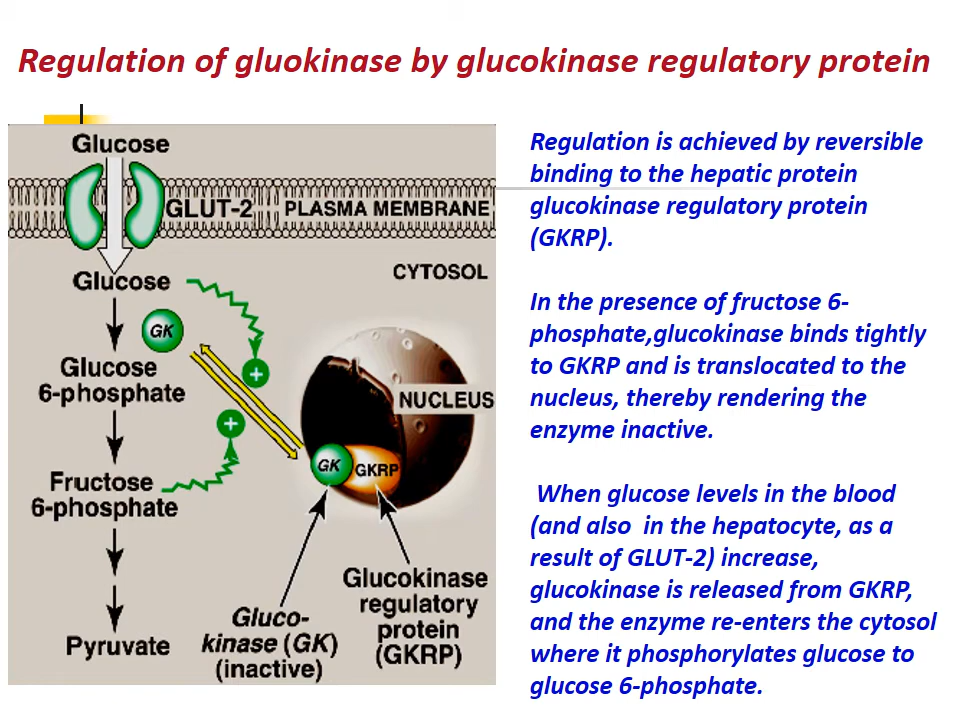 Regulation of gluokinase by glucokinase regulatory protein
Glucose
GLUT-2
PLASMA MEMBRANE
Glucose
CYTOSOL
GK
+
Glucose
6-phosphate
NUCLEUS
+
GK
GKRP
Fructose
6-phosphate
Glucokinase
regulatory
protein
(GKRP)
Gluco-
kinase (GK)
(inactive)
Pyruvate
Regulation is achieved by reversible
binding to the hepatic protein
glucokinase regulatory protein
(GKRP).
In the presence of fructose 6-
phosphate,glucokinase binds tightly
to GKRP and is translocated to the
nucleus, thereby rendering the
enzyme inactive.
When glucose levels in the blood
(and also in the hepatocyte, as a
result of GLUT-2) increase,
glucokinase is released from GKRP,
and the enzyme re-enters the cytosol
where it phosphorylates glucose to
glucose 6-phosphate.